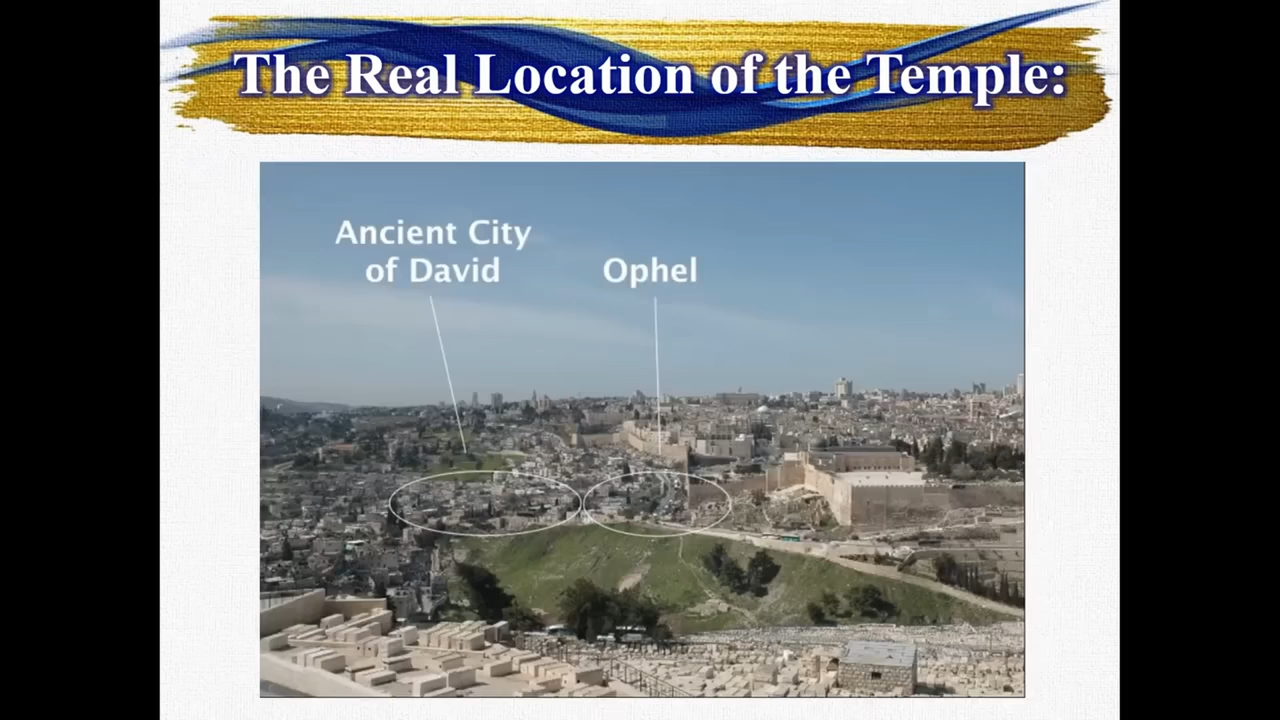 The Real Location of the Temple:
Ancient City
of David
Ophel